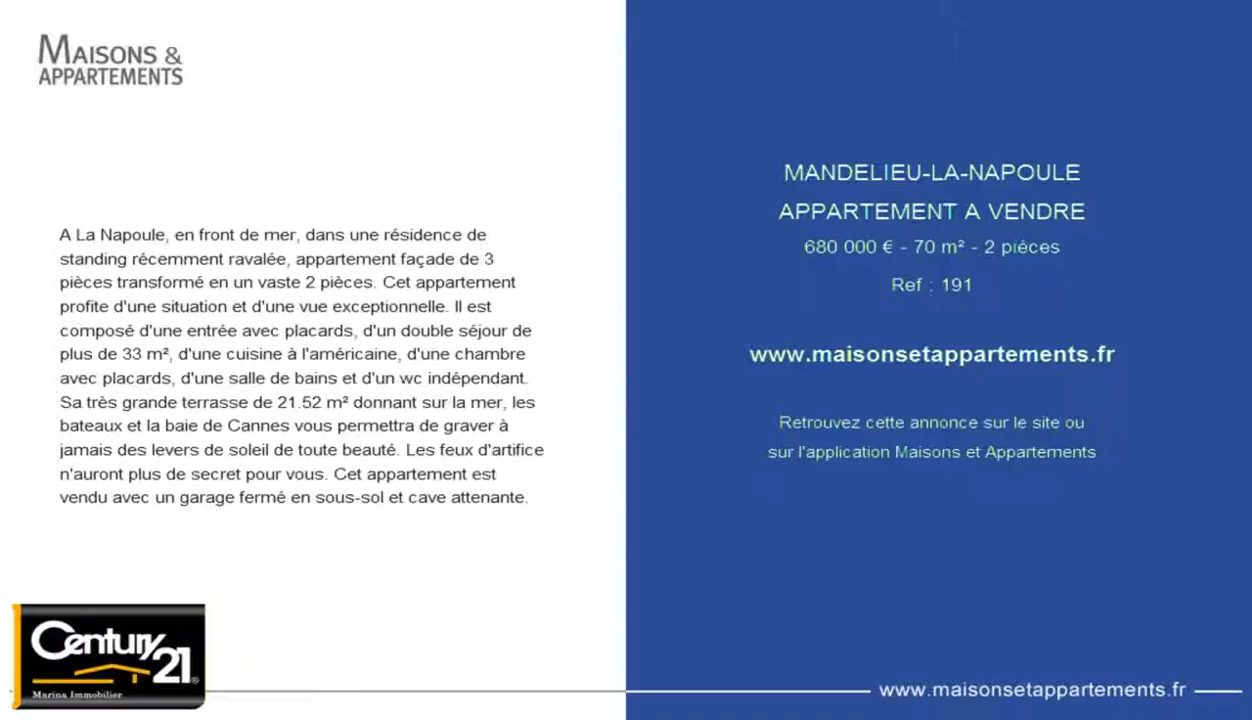 MAISONS &
APPARTEMENTS
A La Napoule, en front de mer, dans une résidence de
standing récemment ravalée, appartement façade de 3
pièces transformé en un vaste 2 pièces. Cet appartement
profite d'une situation et d'une vue exceptionnelle. Il est
composé d'une entrée avec placards, d'un double séjour de
plus de 33 m², d'une cuisine à l'américaine, d'une chambre
avec placards, d'une salle de bains et d'un wc indépendant.
Sa très grande terrasse de 21.52 m² donnant sur la mer, les
bateaux et la baie de Cannes vous permettra de graver à
jamais des levers de soleil de toute beauté. Les feux d'artifice
n'auront plus de secret pour vous. Cet appartement est
vendu avec un garage fermé en sous-sol et cave attenante.
Century 21®
Marina Immobilier
MANDELIEU-LA-NAPOULE
APPARTEMENT A VENDRE
680 000 € - 70 m² - 2 pièces
Ref : 191
www.maisonsetappartements.fr
Retrouvez cette annonce sur le site ou
sur l'application Maisons et Appartements
www.maisonsetappartements.fr